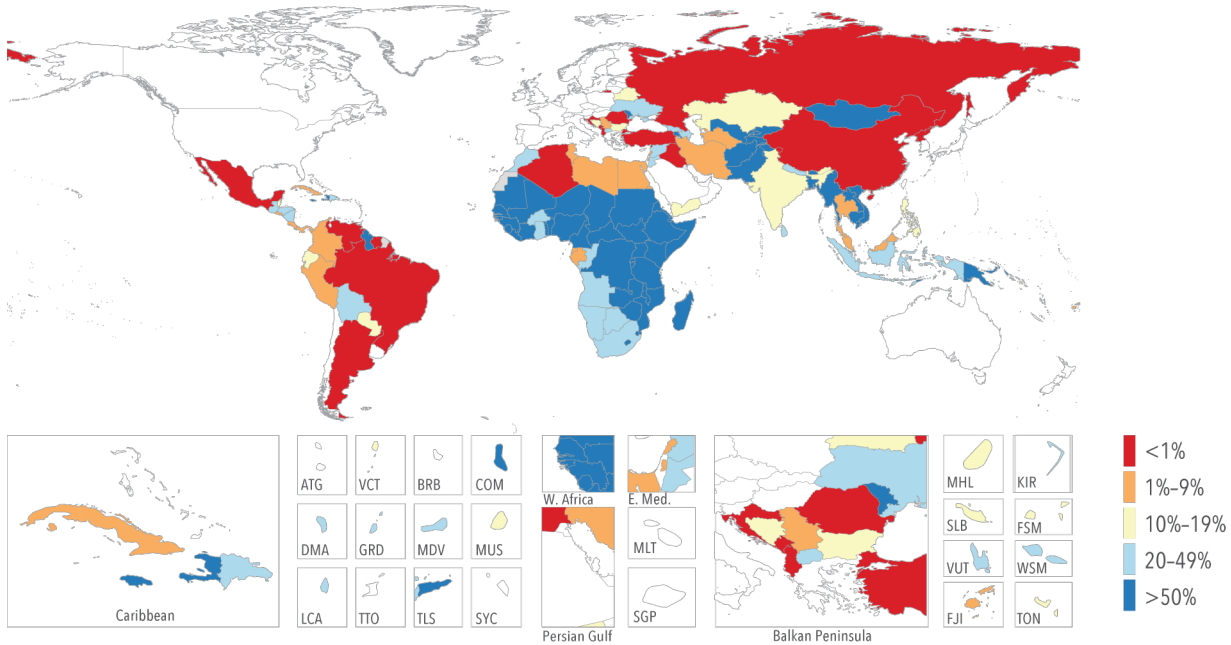 Caribbean
ATG
VCT
BRB
COM
DMA
GRD
MDV
MUS
LCA
TTO
TLS
SYC
W. Africa
E. Med.
MLT
Persian Gulf
SGP
Balkan Peninsula
MHL
KIR
SLB
FSM
VUT
WSM
FJI
TON
<1%
1%–9%
10%–19%
20–49%
>50%